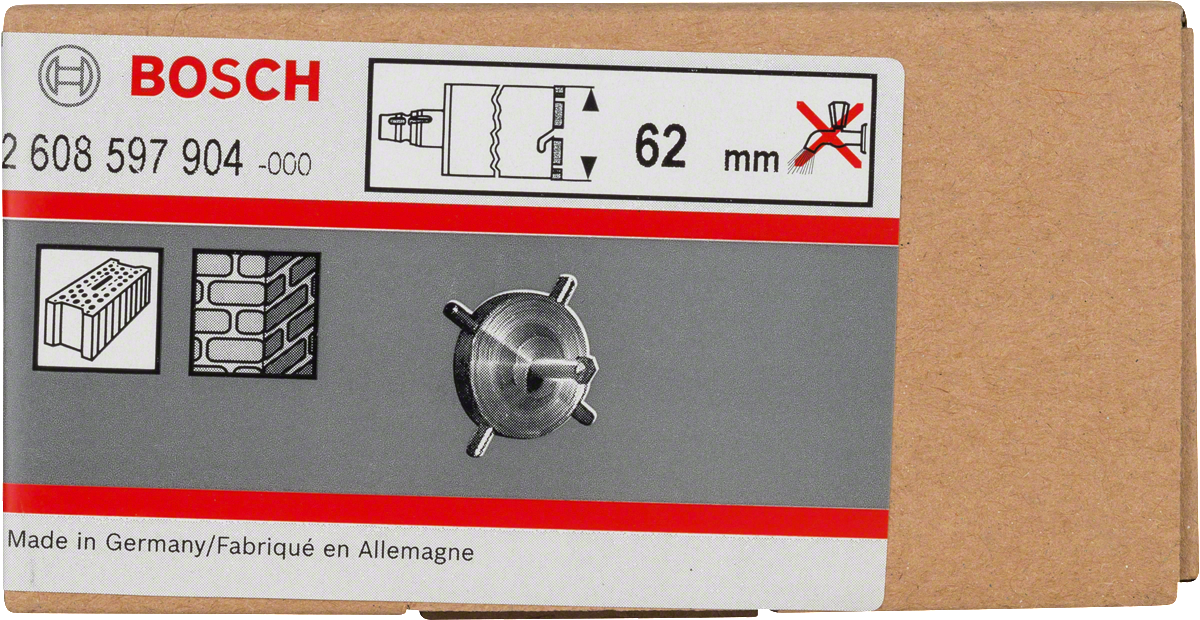 BOSCH
2 608 597 904 -000
62 mm
Made in Germany/Fabriqué en Allemagne